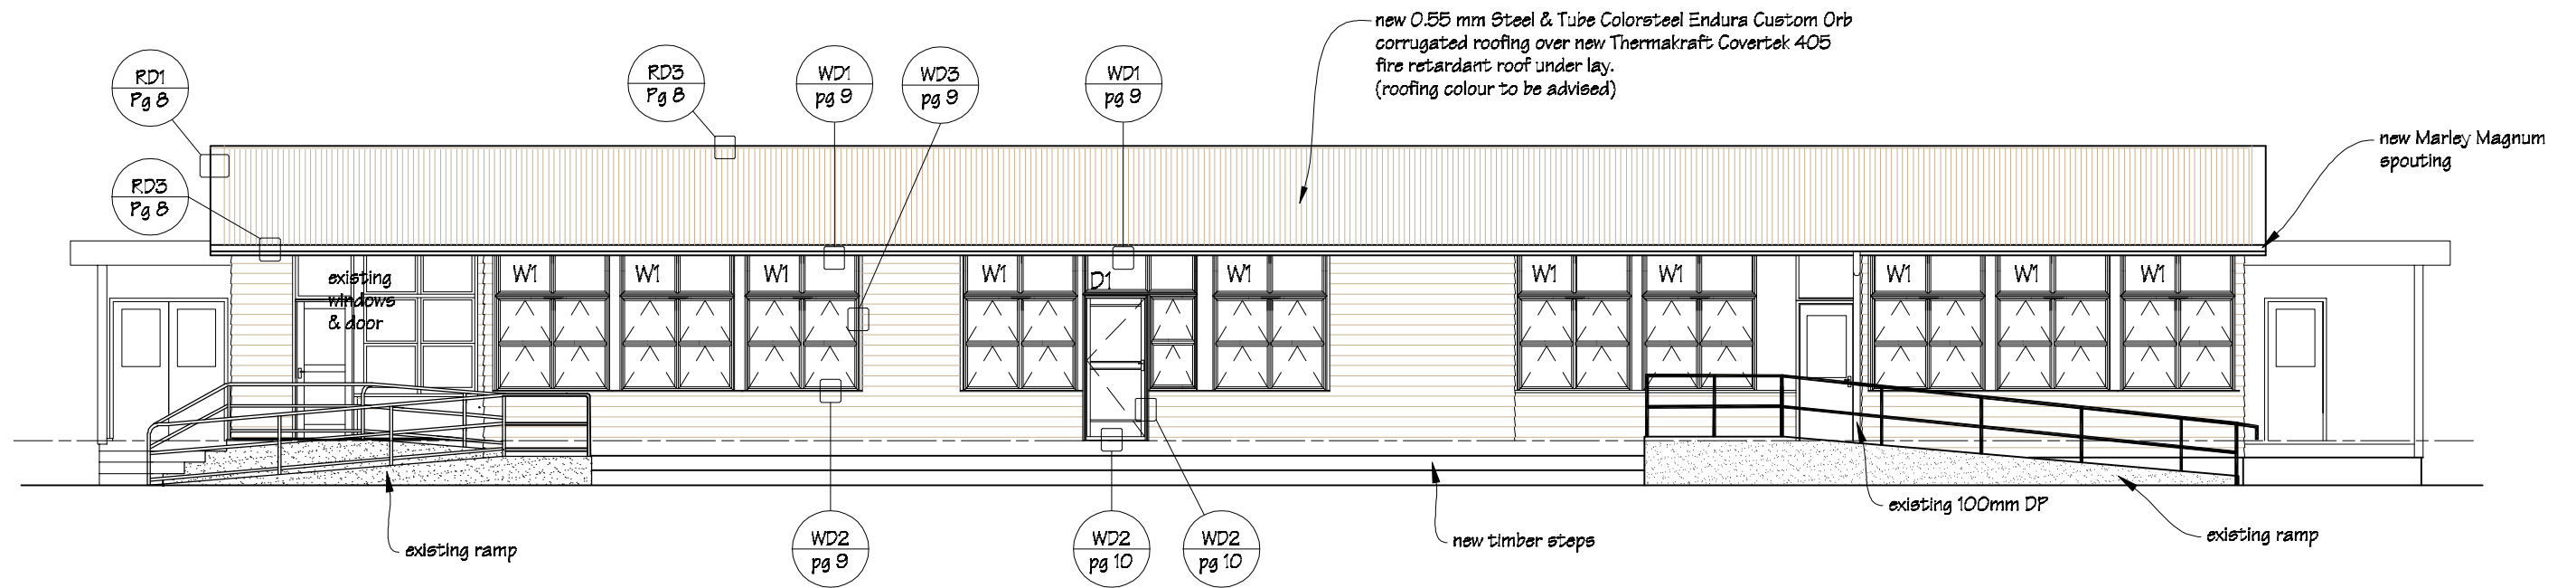 new 0.55 mm Steel & Tube Colorsteel Endura Custom Orb
corrugated roofing over new Thermakraft Covertek 405
fire retardant roof under lay.
(roofing colour to be advised)
RD1
Pg 8
RD3
Pg 8
WD1
pg 9
WD3
pg 9
WD1
pg 9
new Marley Magnum
spouting
RD3
Pg 8
existing
windows
& door
W1
W1
W1
W1
D1
W1
W1
W1
W1
W1
W1
existing ramp
WD2
pg 9
WD2
pg 10
WD2
pg 10
new timber steps
existing 100mm DP
existing ramp